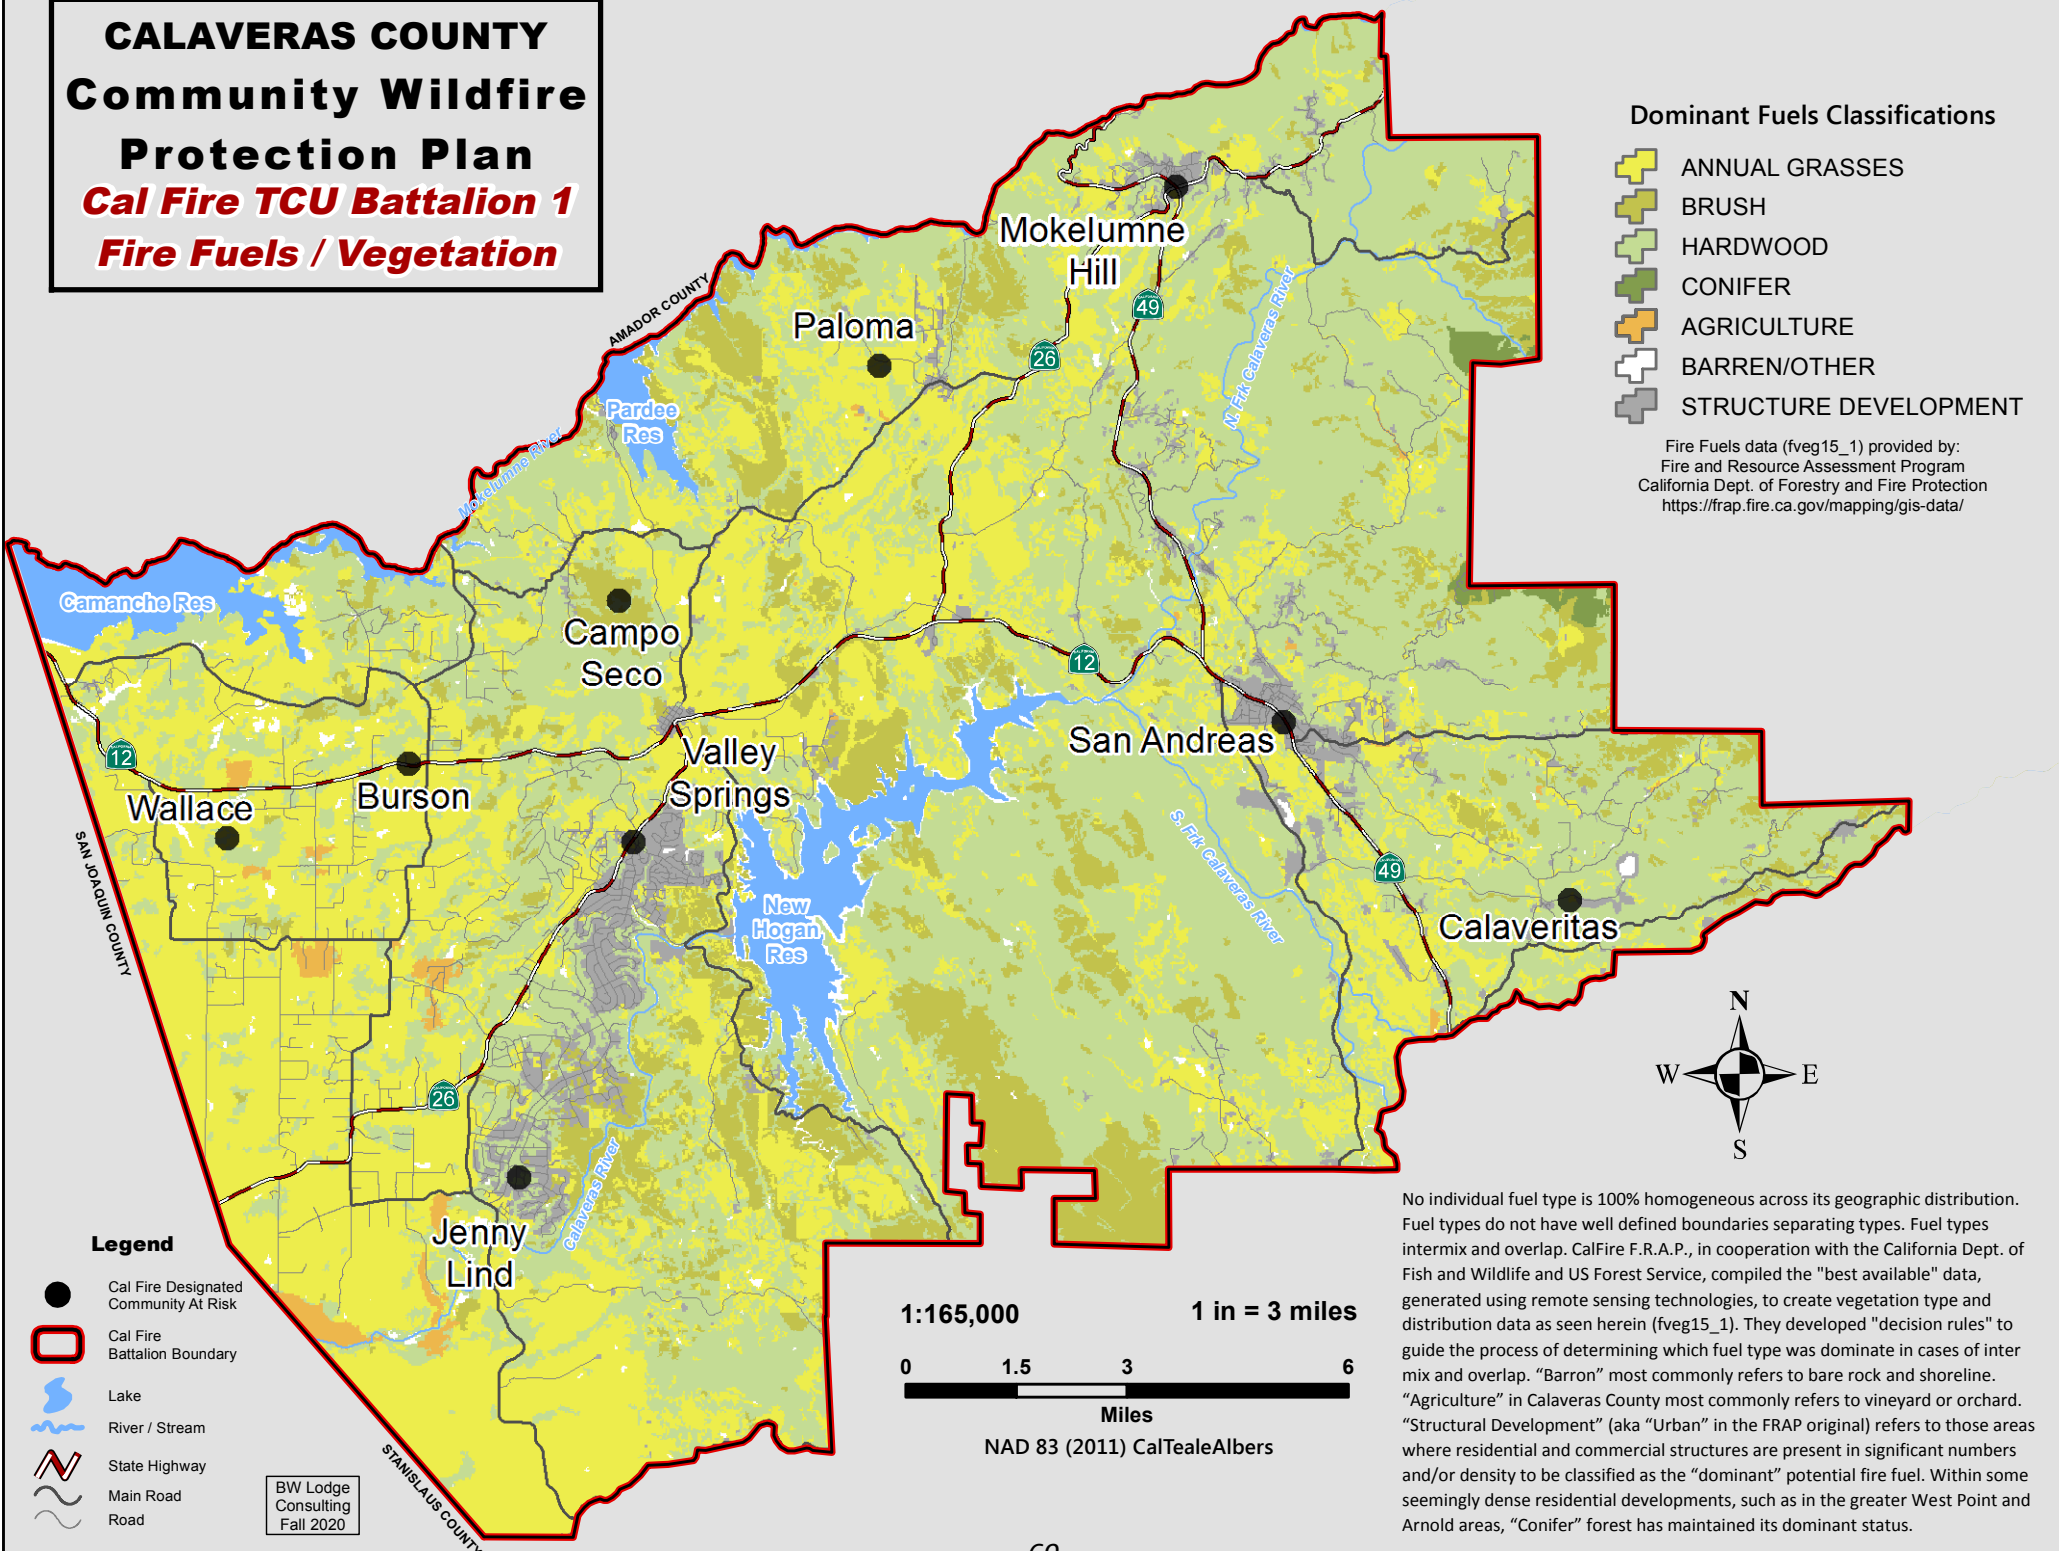 CALAVERAS COUNTY
Community Wildfire
Protection Plan
Cal Fire TCU Battalion 1
Fire Fuels / Vegetation
Dominant Fuels Classifications
ANNUAL GRASSES
BRUSH
HARDWOOD
CONIFER
AGRICULTURE
BARREN/OTHER
STRUCTURE DEVELOPMENT
Fire Fuels data (fveg15_1) provided by:
Fire and Resource Assessment Program
California Dept. of Forestry and Fire Protection
https://frap.fire.ca.gov/mapping/gis-data/
Mokelumne
Hill
49
26
AMADOR COUNTY
Paloma
N. Frk Calaveras River
Pardee
Res
Mokelumne River
Camanche Res
Campo
Seco
12
12
San Andreas
Valley
Springs
Burson
Wallace
SAN JOAQUIN COUNTY
S. Frk Calaveras River
49
New
Hogan
Res
Calaveritas
26
Calaveras River
Jenny
Lind
N
W
E
S
Legend
Cal Fire Designated
Community At Risk
Cal Fire
Battalion Boundary
Lake
River / Stream
State Highway
Main Road
Road
BW Lodge
Consulting
Fall 2020
STANISLAUS COUNTY
1:165,000 1 in = 3 miles
0 1.5 3 6
Miles
NAD 83 (2011) CalTealeAlbers
No individual fuel type is 100% homogeneous across its geographic distribution.
Fuel types do not have well defined boundaries separating types. Fuel types
intermix and overlap. CalFire F.R.A.P., in cooperation with the California Dept. of
Fish and Wildlife and US Forest Service, compiled the "best available" data,
generated using remote sensing technologies, to create vegetation type and
distribution data as seen herein (fveg15_1). They developed "decision rules" to
guide the process of determining which fuel type was dominate in cases of inter
mix and overlap. “Barron” most commonly refers to bare rock and shoreline.
“Agriculture” in Calaveras County most commonly refers to vineyard or orchard.
“Structural Development” (aka “Urban” in the FRAP original) refers to those areas
where residential and commercial structures are present in significant numbers
and/or density to be classified as the “dominant” potential fire fuel. Within some
seemingly dense residential developments, such as in the greater West Point and
Arnold areas, “Conifer” forest has maintained its dominant status.